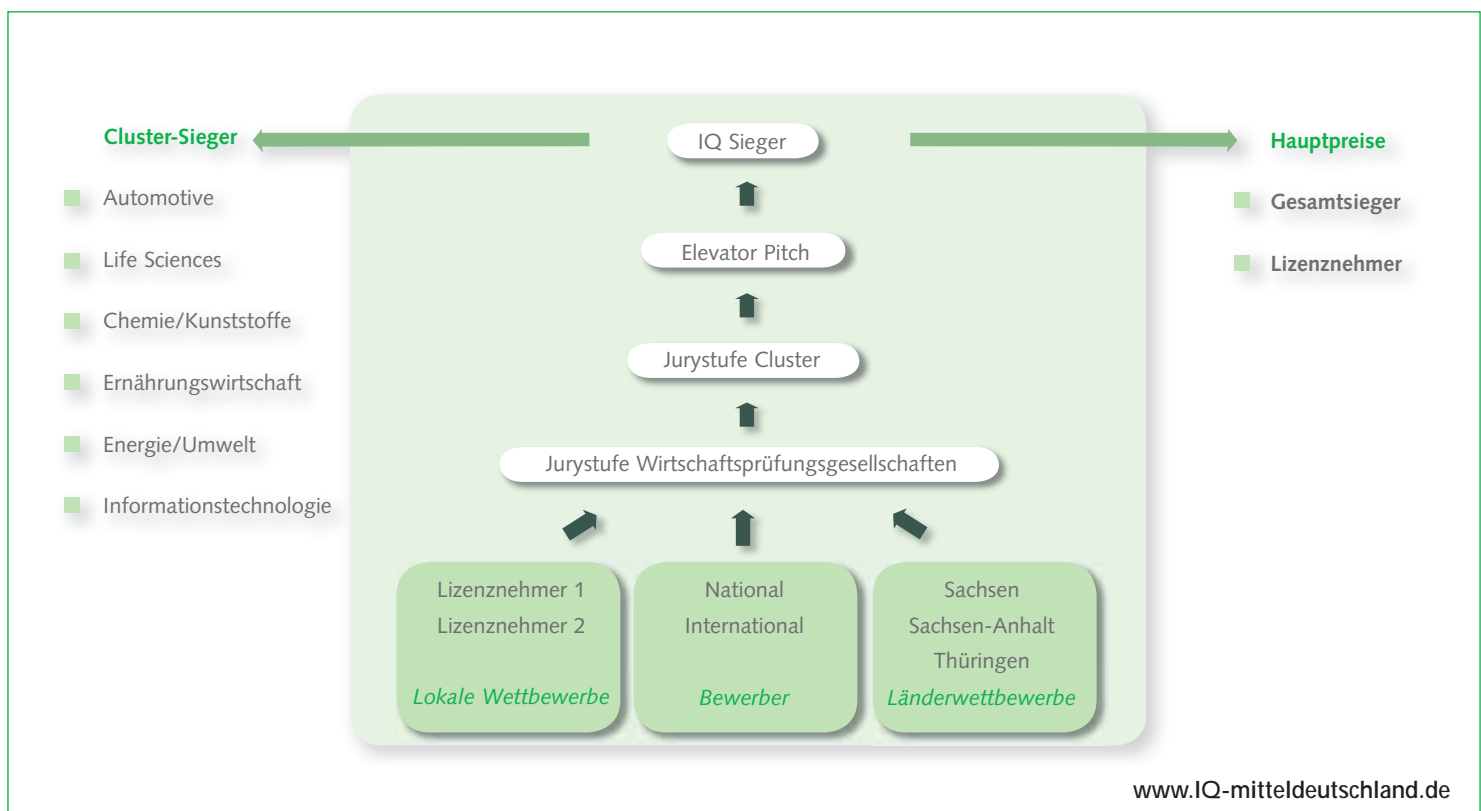 Cluster-Sieger
Automotive
Life Sciences
Chemie/Kunststoffe
Ernährungswirtschaft
Energie/Umwelt
Informationstechnologie
IQ Sieger
Elevator Pitch
Jurystufe Cluster
Jurystufe Wirtschaftsprüfungsgesellschaften
Lizenznehmer 1
Lizenznehmer 2
Lokale Wettbewerbe
National
International
Bewerber
Sachsen
Sachsen-Anhalt
Thüringen
Länderwettbewerbe
Hauptpreise
Gesamtsieger
Lizenznehmer
www.IQ-mitteldeutschland.de